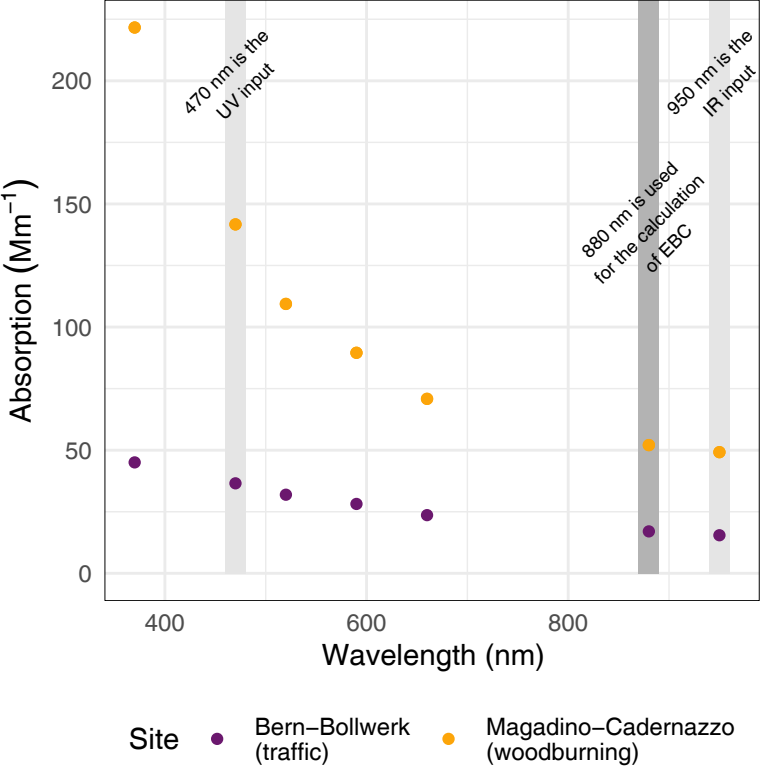 470 nm is the
UV input
880 nm is used
for the calculation
of EBC
950 nm is the
IR input
200
150
100
50
0
Absorption (Mm⁻¹)
400 600 800
Wavelength (nm)
Site
Bern−Bollwerk
(traffic)
Magadino−Cadernazzo
(woodburning)